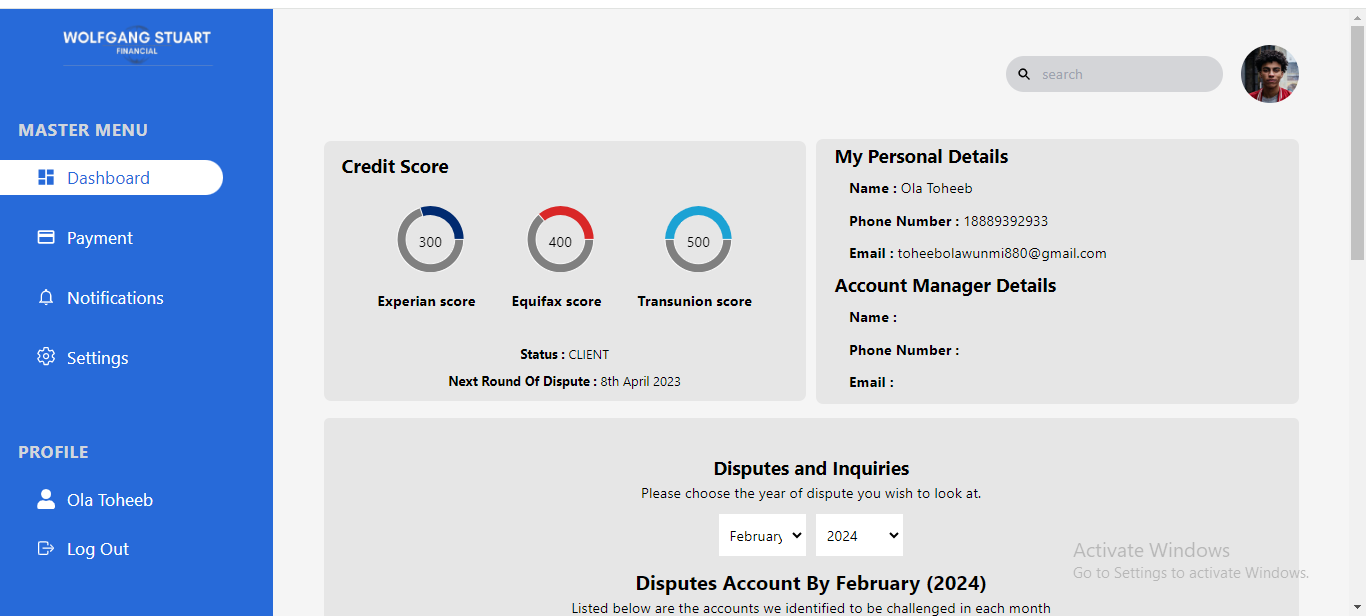 WOLFGANG STUART
FINANCIAL
MASTER MENU
Dashboard
Payment
Notifications
Settings
PROFILE
Ola Toheeb
Log Out
search
Credit Score
300
400
500
Experian score
Equifax score
Transunion score
Status : CLIENT
Next Round Of Dispute : 8th April 2023
My Personal Details
Name : Ola Toheeb
Phone Number : 18889392933
Email : toheebolawunmi880@gmail.com
Account Manager Details
Name :
Phone Number :
Email :
Disputes and Inquiries
Please choose the year of dispute you wish to look at.
February 2024
Disputes Account By February (2024)
Listed below are the accounts we identified to be challenged in each month
Activate Windows
Go to Settings to activate Windows.